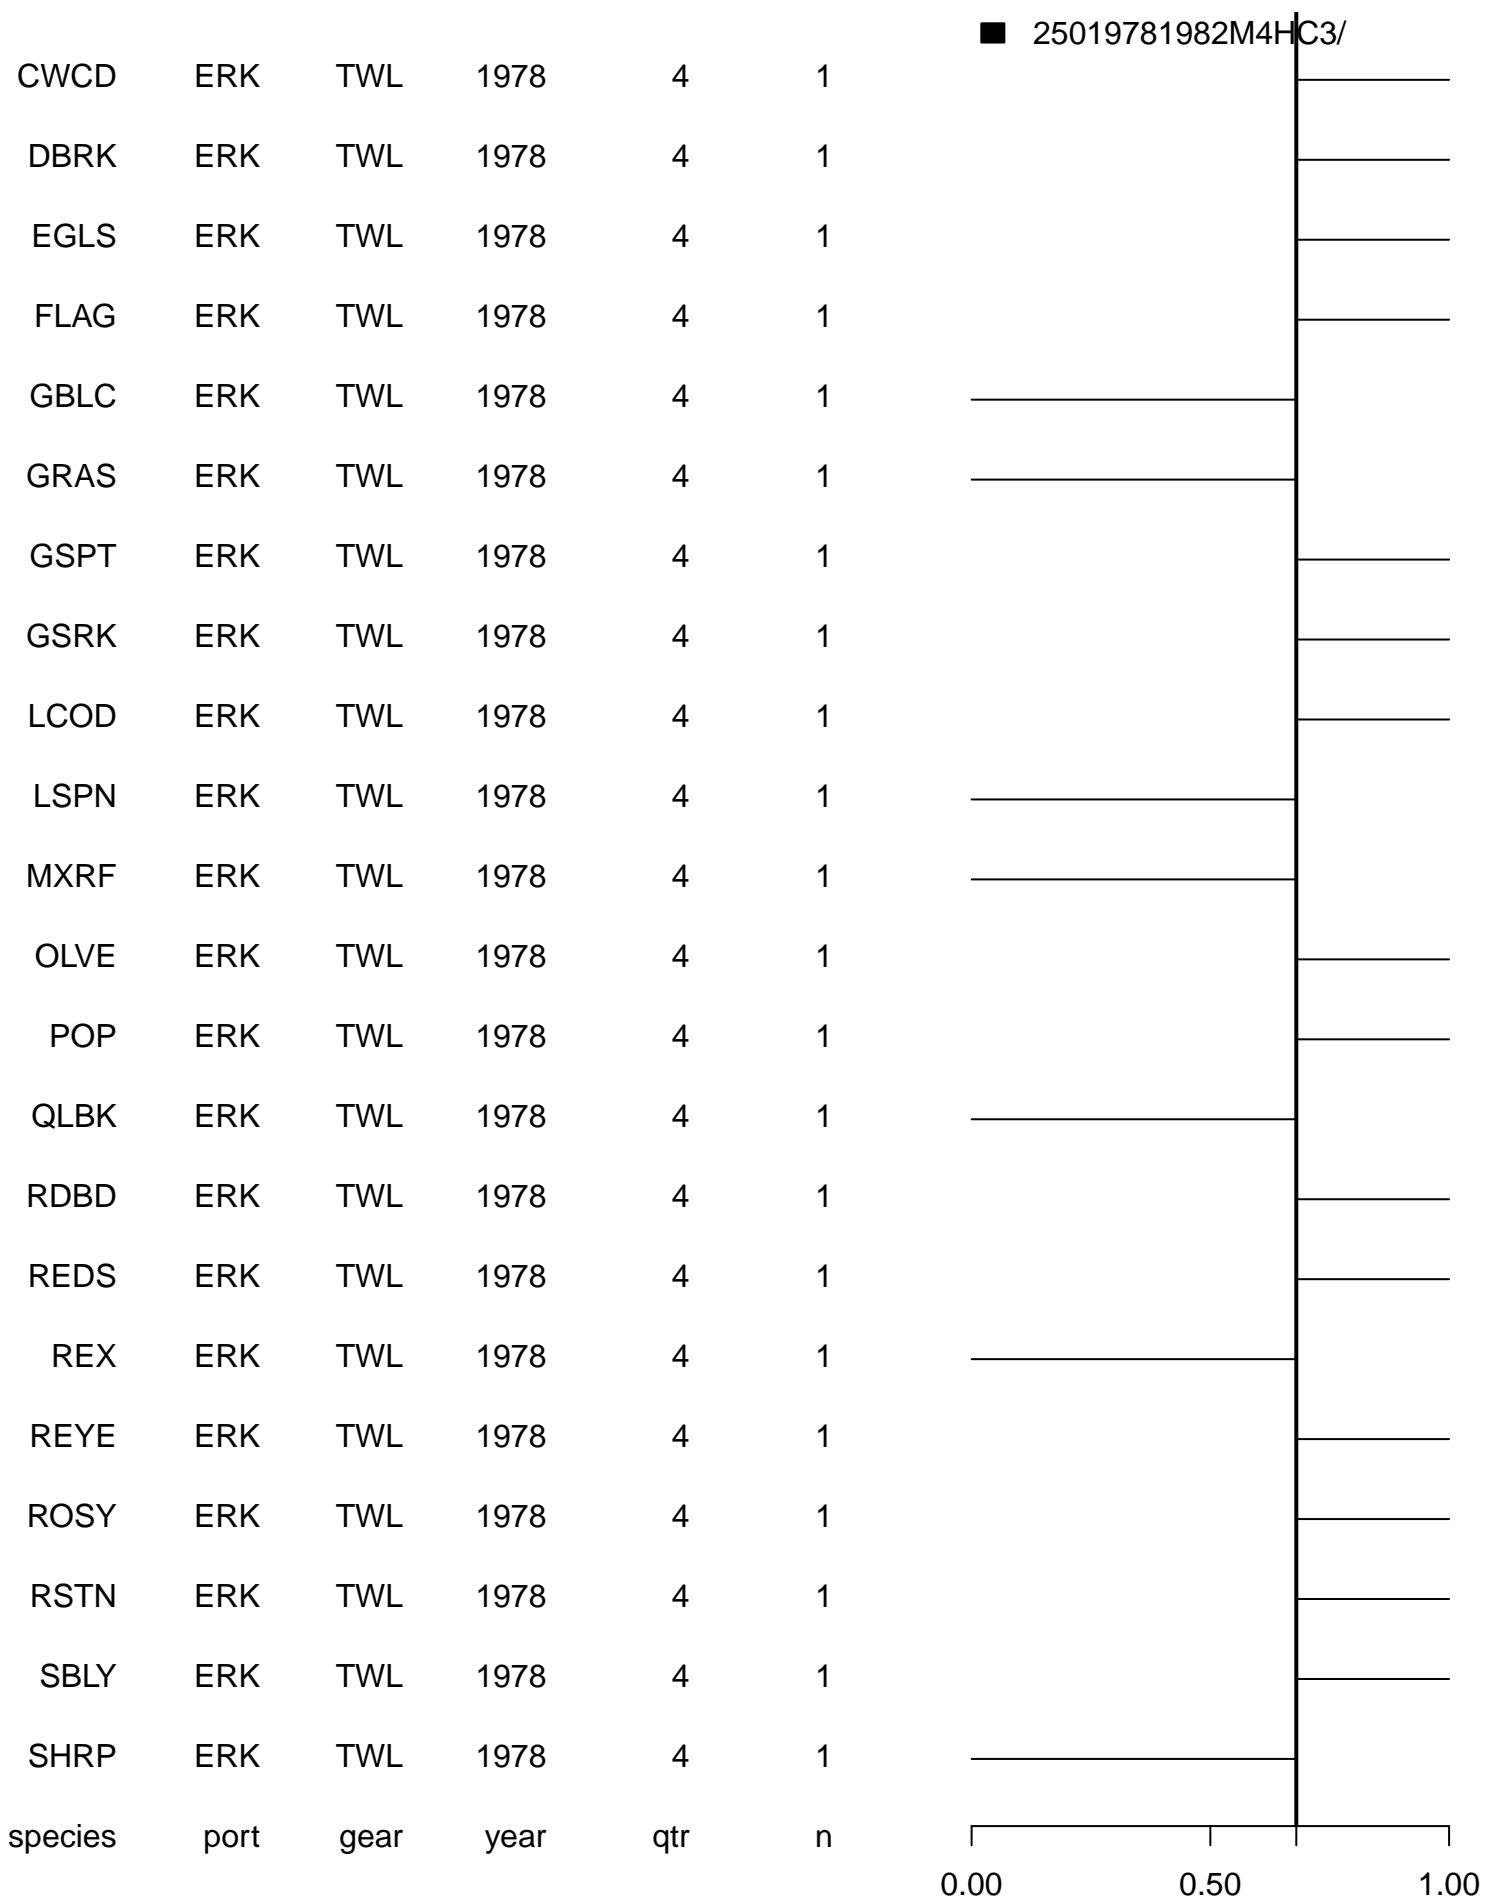 25019781982M4HC3/
CWCD ERK TWL 1978 4 1
DBRK ERK TWL 1978 4 1
EGLS ERK TWL 1978 4 1
FLAG ERK TWL 1978 4 1
GBLC ERK TWL 1978 4 1
GRAS ERK TWL 1978 4 1
GSPT ERK TWL 1978 4 1
GSRK ERK TWL 1978 4 1
LCOD ERK TWL 1978 4 1
LSPN ERK TWL 1978 4 1
MXRF ERK TWL 1978 4 1
OLVE ERK TWL 1978 4 1
POP ERK TWL 1978 4 1
QLBK ERK TWL 1978 4 1
RDBD ERK TWL 1978 4 1
REDS ERK TWL 1978 4 1
REX ERK TWL 1978 4 1
REYE ERK TWL 1978 4 1
ROSY ERK TWL 1978 4 1
RSTN ERK TWL 1978 4 1
SBLY ERK TWL 1978 4 1
SHRP ERK TWL 1978 4 1
species port gear year qtr n
0.00 0.50 1.00